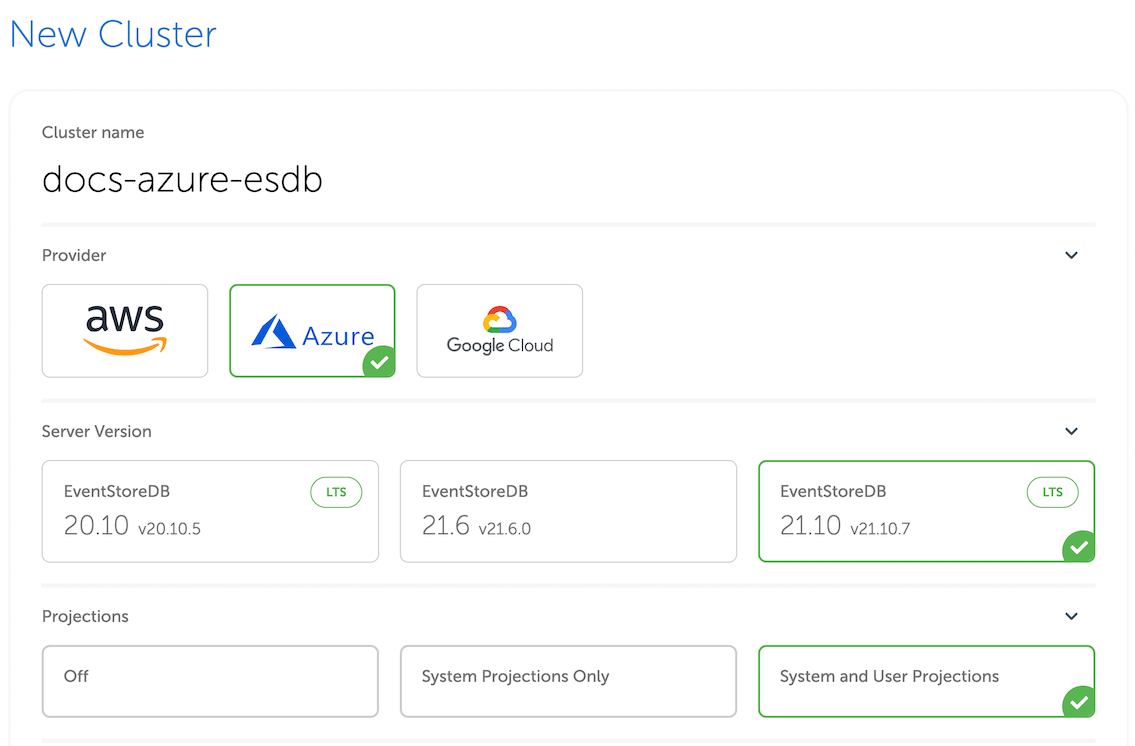 New Cluster
Cluster name
docs-azure-esdb
Provider
aws
Azure
Google Cloud
Server Version
EventStoreDB LTS
20.10 v20.10.5
EventStoreDB
21.6 v21.6.0
EventStoreDB LTS
21.10 v21.10.7
Projections
Off
System Projections Only
System and User Projections